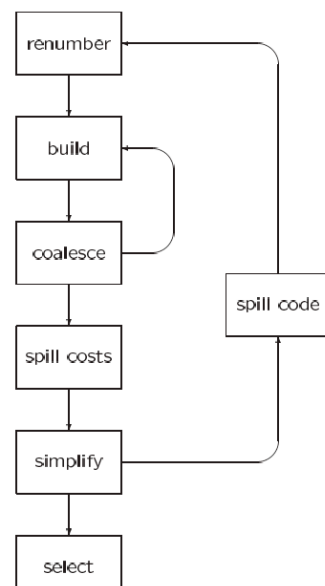 renumber
build
coalesce
spill code
spill costs
simplify
select